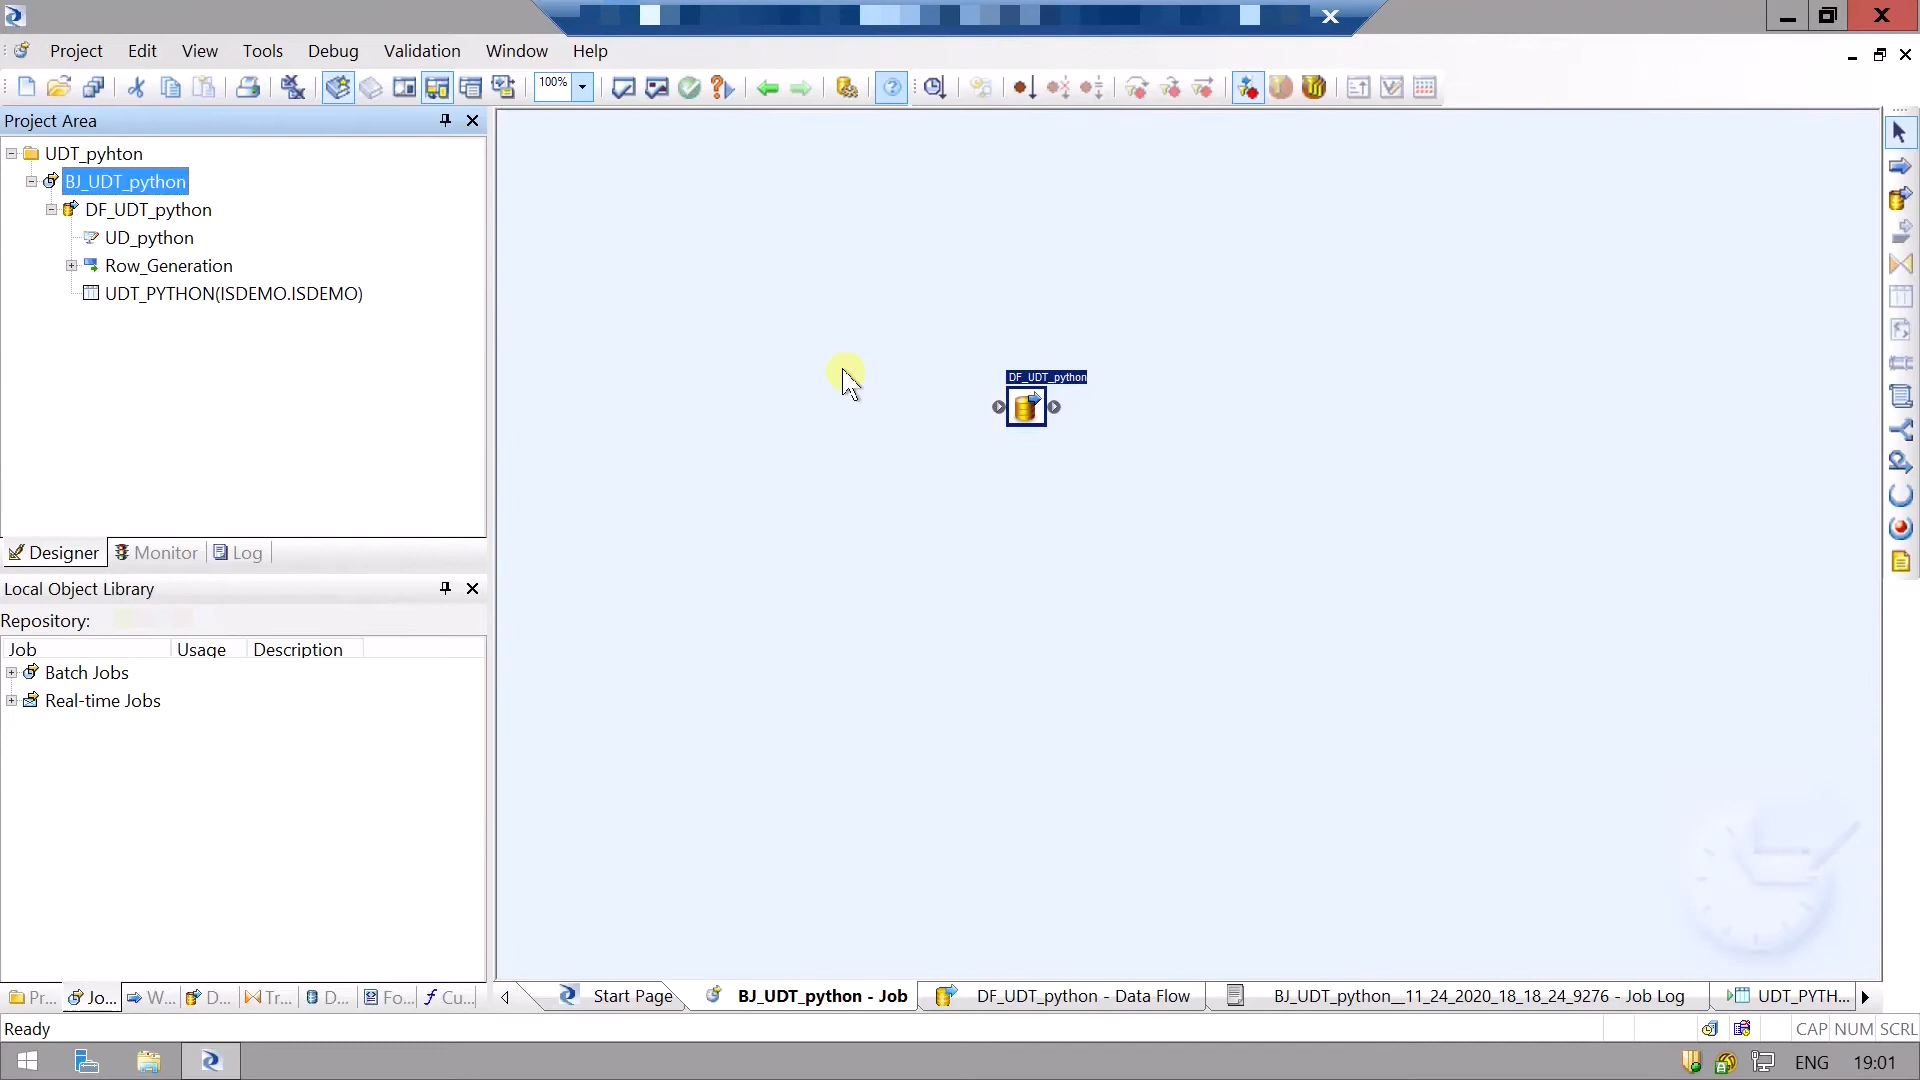 Project Edit View Tools Debug Validation Window Help
100%
Project Area
UDT_pyhton
BJ_UDT_python
DF_UDT_python
UD_python
Row_Generation
UDT_PYTHON(ISDEMO.ISDEMO)
DF_UDT_python
Designer Monitor Log
Local Object Library
Repository:
Job Usage Description
Batch Jobs
Real-time Jobs
Pr... Jo... W... D... Tr... D... Fo... Cu...
Start Page BJ_UDT_python - Job DF_UDT_python - Data Flow BJ_UDT_python__11_24_2020_18_18_24_9276 - Job Log UDT_PYTH...
Ready CAP NUM SCRL
ENG 19:01